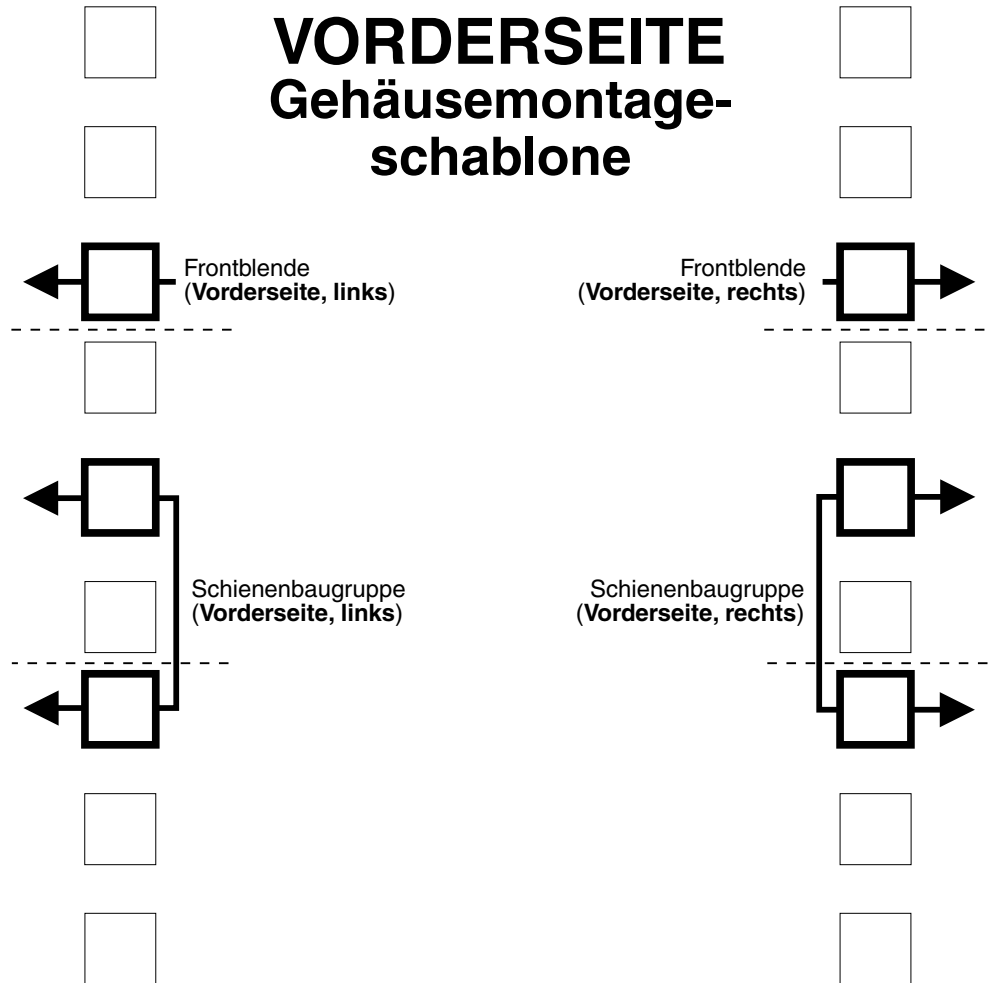 VORDERSEITE
Gehäusemontage-
schablone
Frontblende
(Vorderseite, links)
Frontblende
(Vorderseite, rechts)
Schienenbaugruppe
(Vorderseite, links)
Schienenbaugruppe
(Vorderseite, rechts)